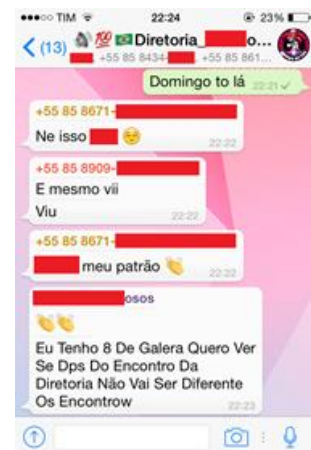 TIM 22:24 23%
(13) 💯 🇧🇷 Diretoria_ o...
, +55 85 8434- , +55 85 861...
Domingo to lá 22:21
+55 85 8671-
Ne isso 😌 22:22
+55 85 8909-
E mesmo vii
Viu 22:22
+55 85 8671-
meu patrão 👏 22:22
osos
👏👏
Eu Tenho 8 De Galera Quero Ver
Se Dps Do Encontro Da
Diretoria Não Vai Ser Diferente
Os Encontrow 22:23